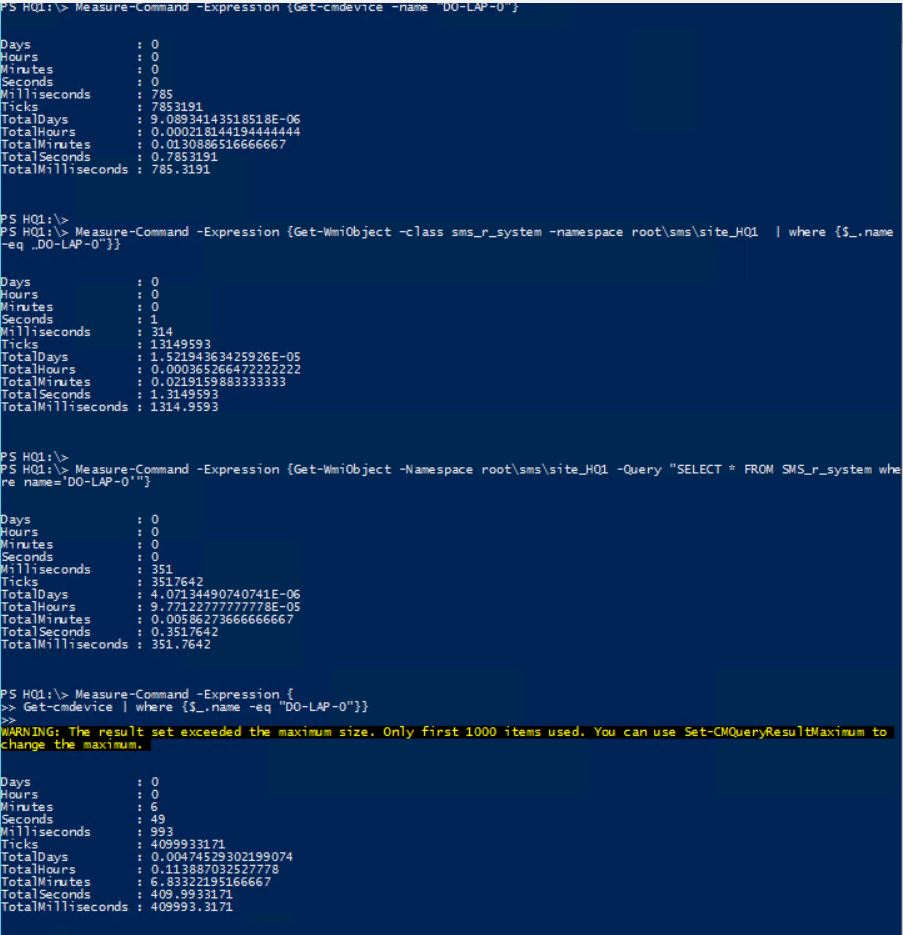 PS HQ1:\> Measure-Command -Expression {Get-cmdevice -name "DO-LAP-0"}
Days : 0
Hours : 0
Minutes : 0
Seconds : 0
Milliseconds : 785
Ticks : 7853191
TotalDays : 9.08934143518518E-06
TotalHours : 0.000218144194444444
TotalMinutes : 0.0130886516666667
TotalSeconds : 0.7853191
TotalMilliseconds : 785.3191
PS HQ1:\>
PS HQ1:\> Measure-Command -Expression {Get-WmiObject -class sms_r_system -namespace root\sms\site_HQ1 | where {$_.name
-eq „DO-LAP-0"}}
Days : 0
Hours : 0
Minutes : 0
Seconds : 1
Milliseconds : 314
Ticks : 13149593
TotalDays : 1.52194363425926E-05
TotalHours : 0.000365266472222222
TotalMinutes : 0.0219159883333333
TotalSeconds : 1.3149593
TotalMilliseconds : 1314.9593
PS HQ1:\>
PS HQ1:\> Measure-Command -Expression {Get-WmiObject -Namespace root\sms\site_HQ1 -Query "SELECT * FROM SMS_r_system whe
re name='DO-LAP-0'"}
Days : 0
Hours : 0
Minutes : 0
Seconds : 0
Milliseconds : 351
Ticks : 3517642
TotalDays : 4.07134490740741E-06
TotalHours : 9.77122777777778E-05
TotalMinutes : 0.00586273666666667
TotalSeconds : 0.3517642
TotalMilliseconds : 351.7642
PS HQ1:\> Measure-Command -Expression {
>> Get-cmdevice | where {$_.name -eq "DO-LAP-0"}}
>>
WARNING: The result set exceeded the maximum size. Only first 1000 items used. You can use Set-CMQueryResultMaximum to
change the maximum.
Days : 0
Hours : 0
Minutes : 6
Seconds : 49
Milliseconds : 993
Ticks : 4099933171
TotalDays : 0.00474529302199074
TotalHours : 0.113887032527778
TotalMinutes : 6.83322195166667
TotalSeconds : 409.9933171
TotalMilliseconds : 409993.3171